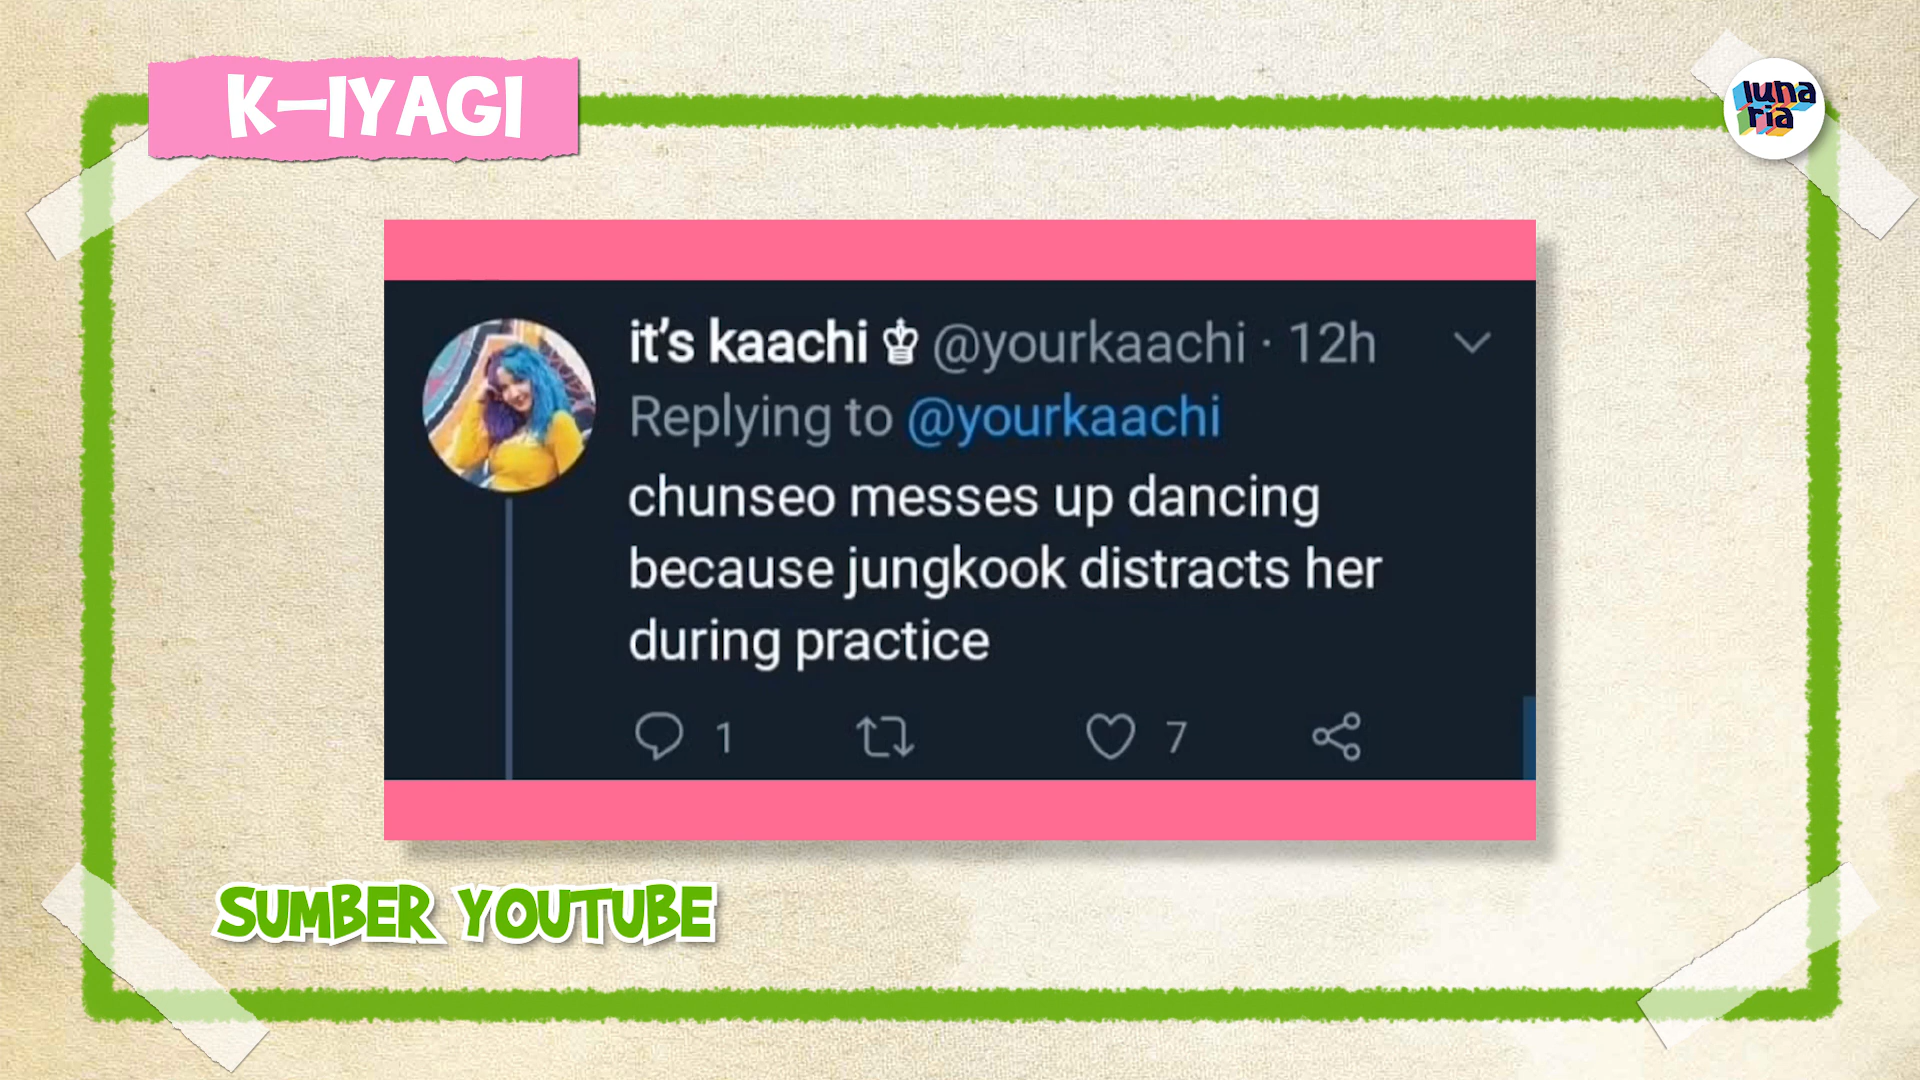 K-IYAGI
luna
ria
it's kaachi ♔ @yourkaachi · 12h
Replying to @yourkaachi
chunseo messes up dancing
because jungkook distracts her
during practice
1 7
SUMBER YOUTUBE